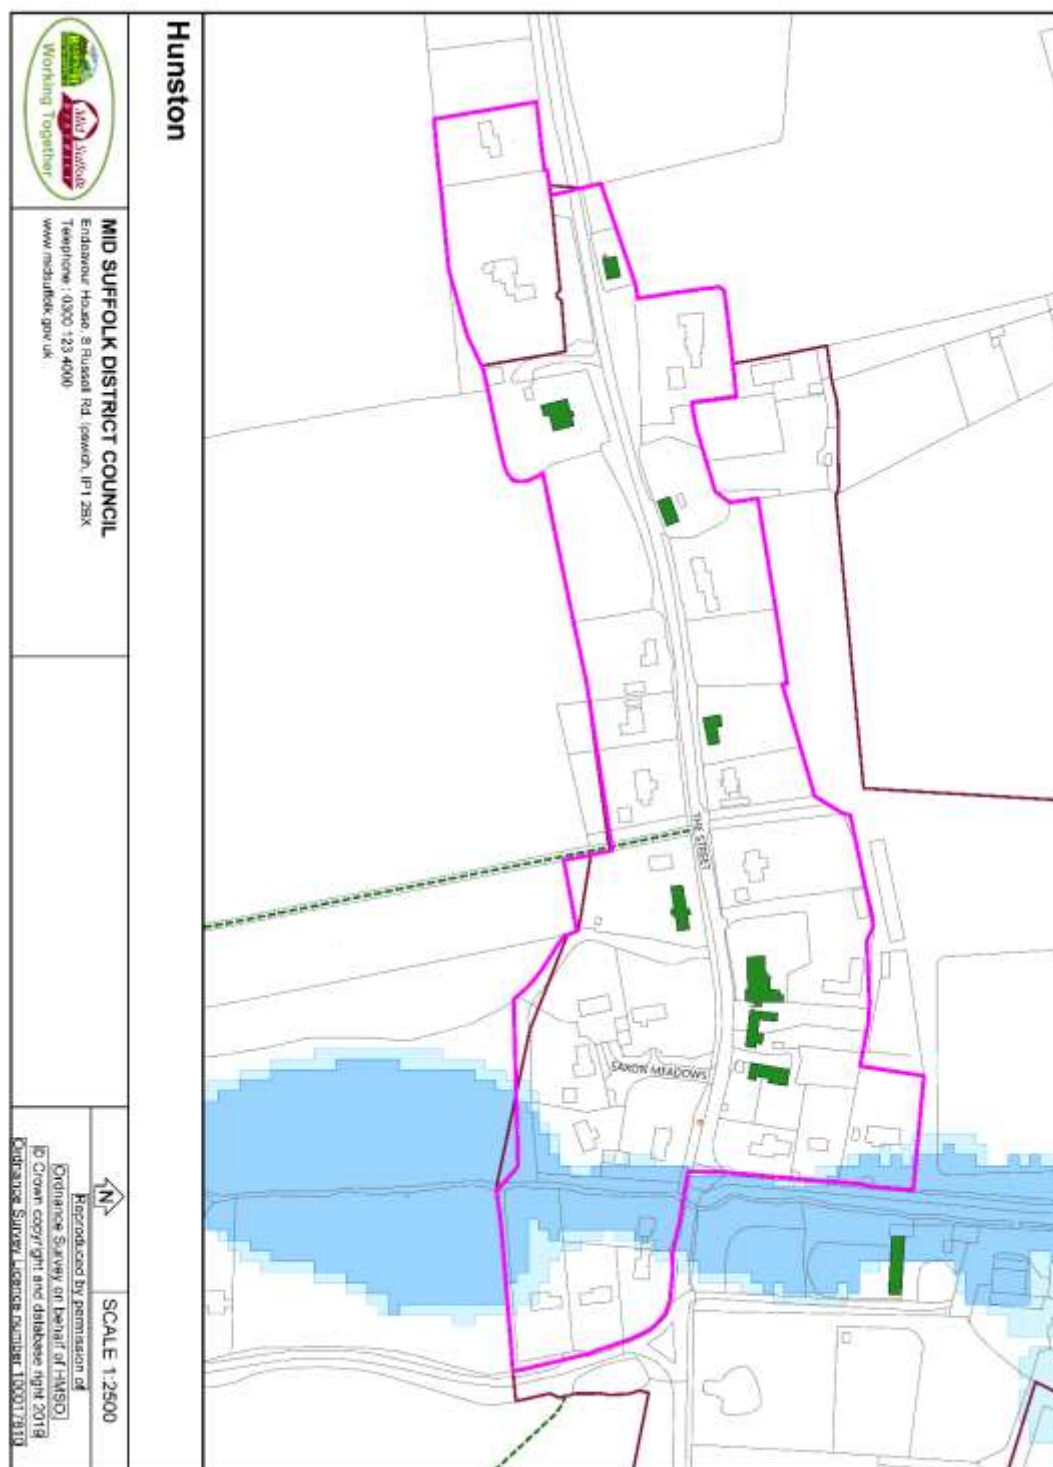 Hunston
Mid Suffolk
Working Together
MID SUFFOLK DISTRICT COUNCIL
Endeavour House, 8 Russell Rd, Ipswich, IP1 2BX
Telephone : 0300 123 4000
www.midsuffolk.gov.uk
THE STREET
SAXON MEADOWS
N
SCALE 1:2500
Reproduced by permission of
Ordnance Survey on behalf of HMSO.
© Crown copyright and database right 2019
Ordnance Survey Licence number 100017810